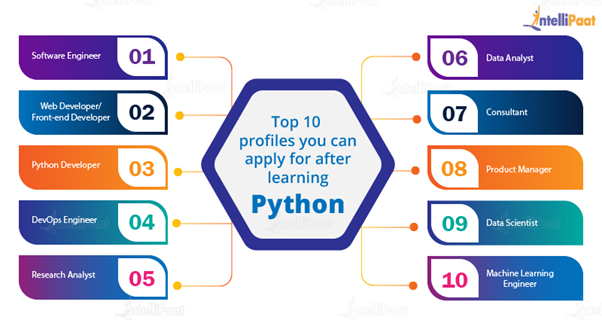 intelliPaat
Software Engineer 01
Web Developer/
Front-end Developer 02
Python Developer 03
DevOps Engineer 04
Research Analyst 05
Top 10
profiles you can
apply for after
learning
Python
06 Data Analyst
07 Consultant
08 Product Manager
09 Data Scientist
10 Machine Learning
Engineer